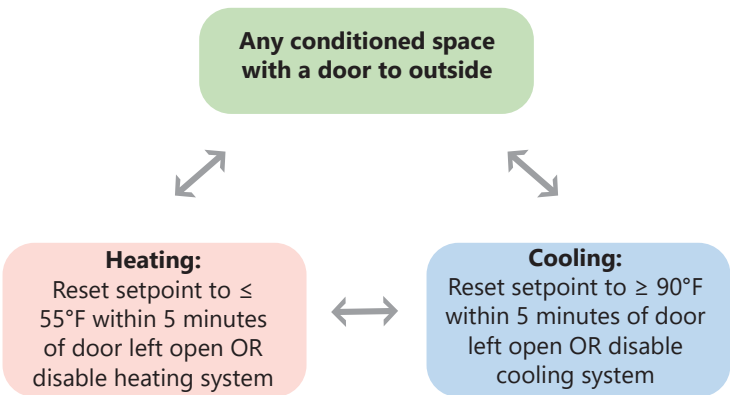 Any conditioned space
with a door to outside
Heating:
Reset setpoint to ≤
55°F within 5 minutes
of door left open OR
disable heating system
Cooling:
Reset setpoint to ≥ 90°F
within 5 minutes of door
left open OR disable
cooling system